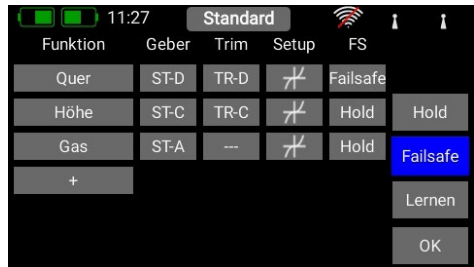 11:27 Standard
Funktion Geber Trim Setup FS
Quer ST-D TR-D Failsafe
Höhe ST-C TR-C Hold Hold
Gas ST-A --- Hold Failsafe
+
Lernen
OK